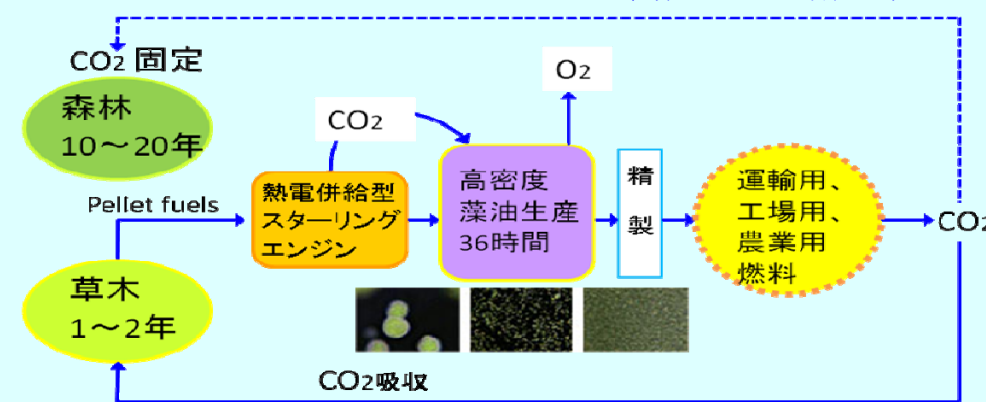 CO2 固定
森林
10～20年
Pellet fuels
草木
1～2年
CO2
熱電併給型
スターリング
エンジン
O2
高密度
藻油生産
36時間
精
製
運輸用、
工場用、
農業用
燃料
CO2
CO2吸収